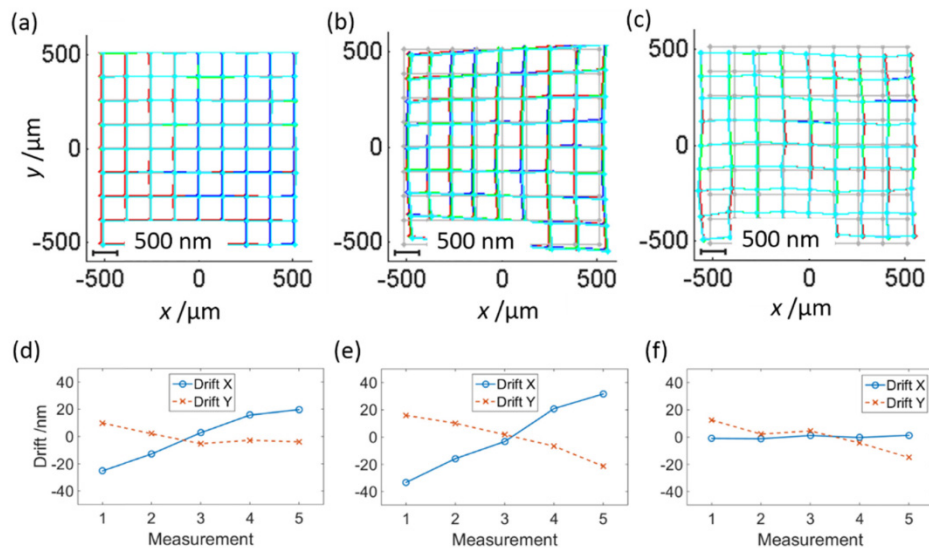 (a)
(b)
(c)
500
0
-500
y /μm
500 nm
-500 0 500
x /μm
500
0
-500
500 nm
-500 0 500
x /μm
500
0
-500
500 nm
-500 0 500
x /μm
(d)
(e)
(f)
40
20
0
-20
-40
Drift /nm
Drift X
Drift Y
1 2 3 4 5
Measurement
40
20
0
-20
-40
Drift X
Drift Y
1 2 3 4 5
Measurement
40
20
0
-20
-40
Drift X
Drift Y
1 2 3 4 5
Measurement